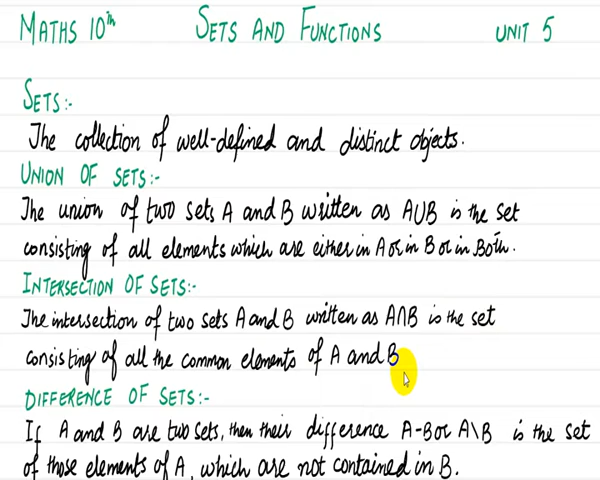 MATHS 10th SETS AND FUNCTIONS UNIT 5
SETS:-
The collection of well-defined and distinct objects.
UNION OF SETS:-
The union of two sets A and B written as A∪B is the set
consisting of all elements which are either in A or in B or in Both.
INTERSECTION OF SETS:-
The intersection of two sets A and B written as A∩B is the set
consisting of all the common elements of A and B
DIFFERENCE OF SETS:-
If A and B are two sets, then their difference A-B or A\B is the set
of those elements of A, which are not contained in B.